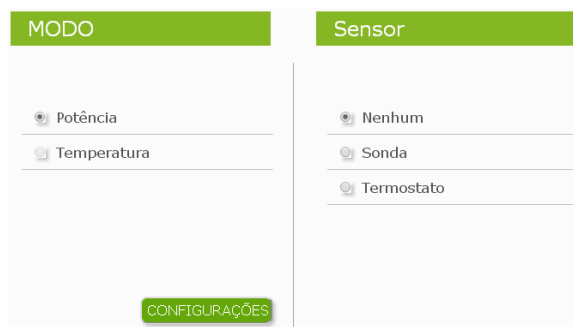 MODO
Potência
Temperatura
CONFIGURAÇÕES
Sensor
Nenhum
Sonda
Termostato